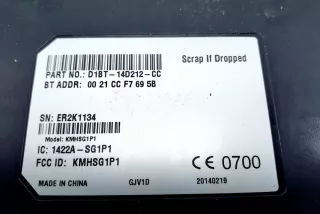 Scrap If Dropped
PART NO.: D1BT-14D212-CC
BT ADDR: 00 21 CC F7 69 5B
SN: ER2K1134
Model: KMHSG1P1
IC: 1422A-SG1P1
FCC ID: KMHSG1P1
CE 0700
MADE IN CHINA GJV1D 20140219